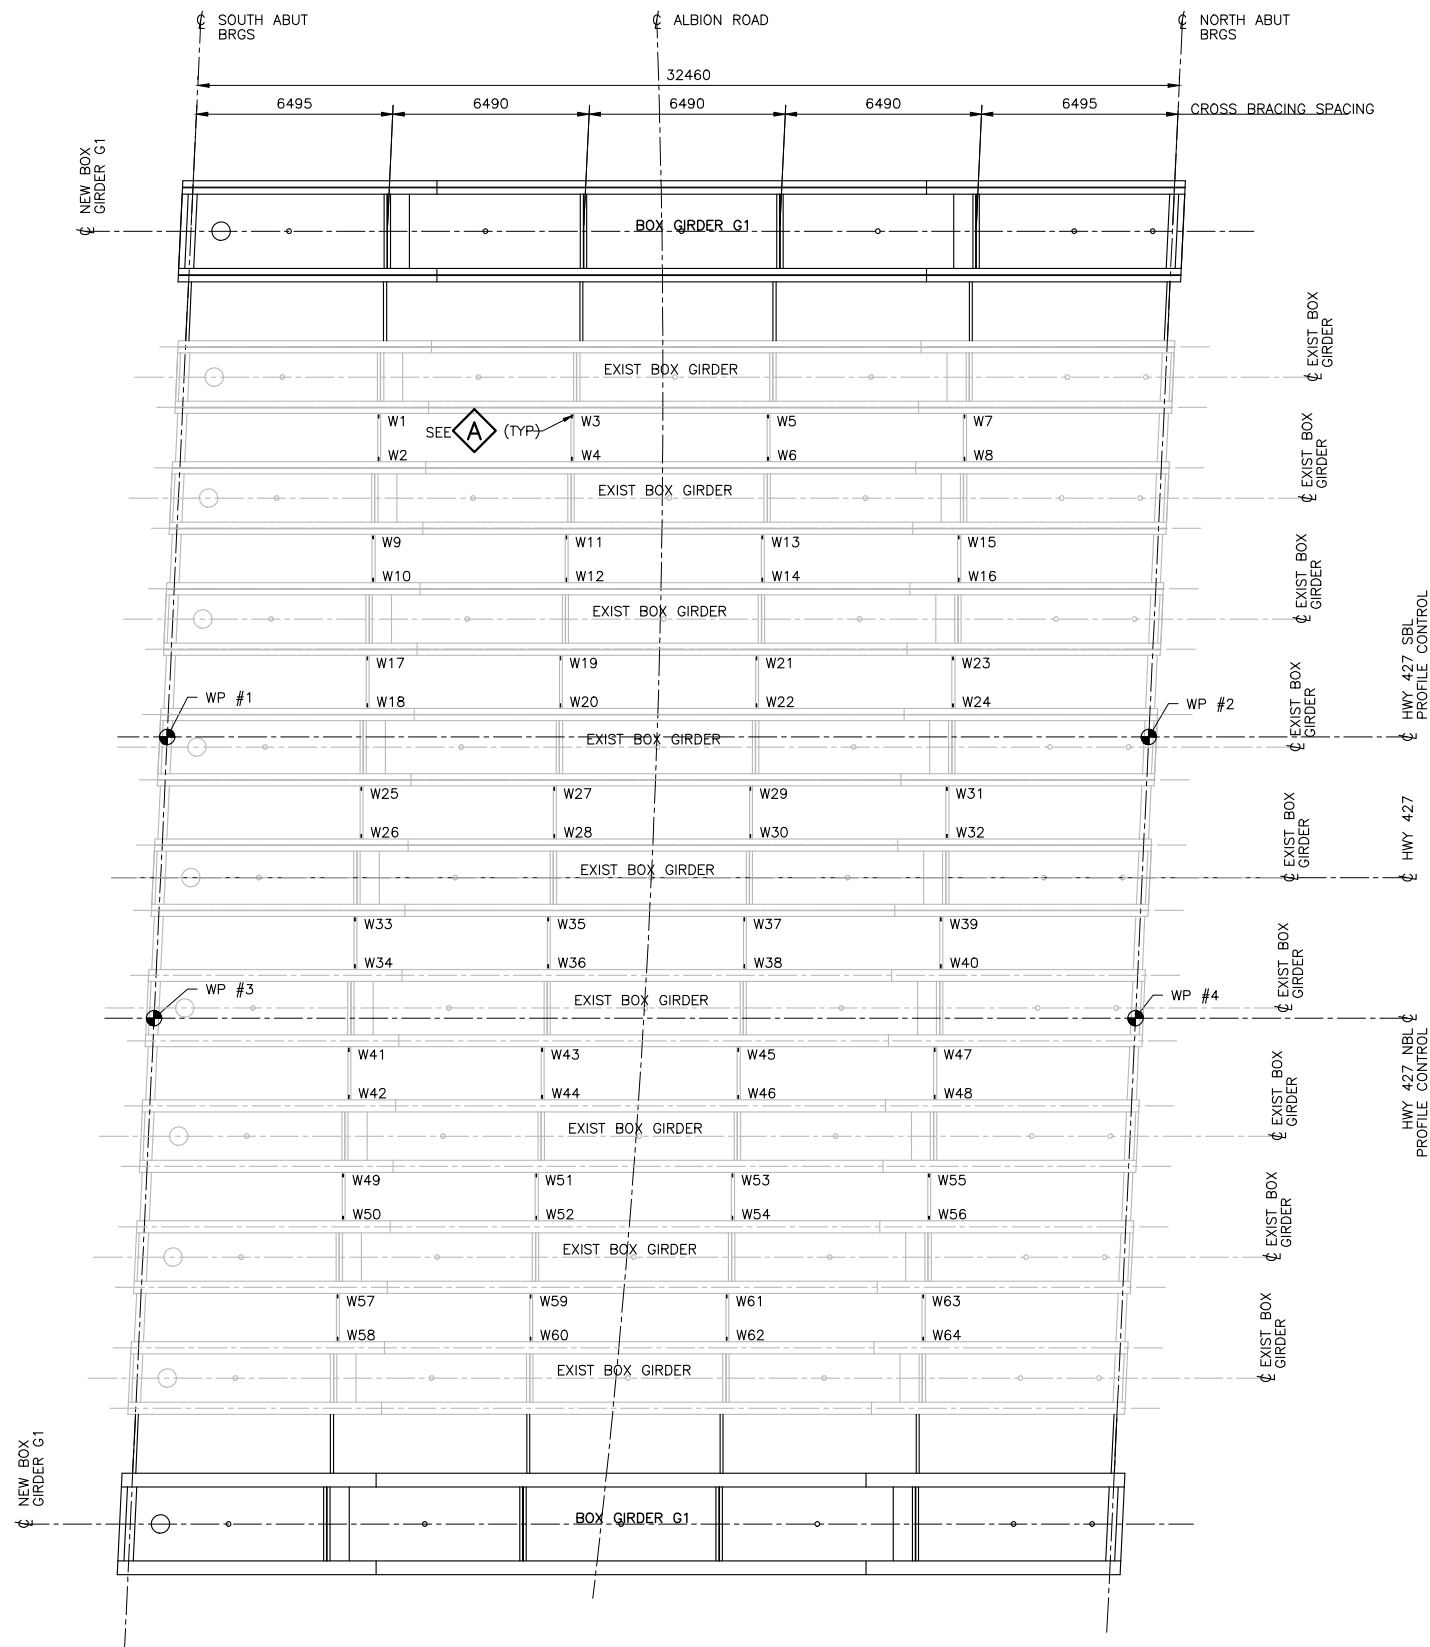 ℄ SOUTH ABUT
BRGS
℄ ALBION ROAD
℄ NORTH ABUT
BRGS
32460
6495
6490
6490
6490
6495
CROSS BRACING SPACING
℄ NEW BOX
GIRDER G1
BOX GIRDER G1
℄ EXIST BOX
GIRDER
EXIST BOX GIRDER
W1
W3
W5
W7
SEE A (TYP)
W2
W4
W6
W8
℄ EXIST BOX
GIRDER
EXIST BOX GIRDER
W9
W11
W13
W15
W10
W12
W14
W16
℄ EXIST BOX
GIRDER
EXIST BOX GIRDER
W17
W19
W21
W23
W18
W20
W22
W24
WP #1
WP #2
℄ HWY 427 SBL
PROFILE CONTROL
℄ EXIST BOX
GIRDER
EXIST BOX GIRDER
W25
W27
W29
W31
W26
W28
W30
W32
℄ EXIST BOX
GIRDER
℄ HWY 427
EXIST BOX GIRDER
W33
W35
W37
W39
W34
W36
W38
W40
WP #3
WP #4
℄ EXIST BOX
GIRDER
EXIST BOX GIRDER
HWY 427 NBL ℄
PROFILE CONTROL
W41
W43
W45
W47
W42
W44
W46
W48
℄ EXIST BOX
GIRDER
EXIST BOX GIRDER
W49
W51
W53
W55
W50
W52
W54
W56
℄ EXIST BOX
GIRDER
EXIST BOX GIRDER
W57
W59
W61
W63
W58
W60
W62
W64
℄ EXIST BOX
GIRDER
EXIST BOX GIRDER
℄ NEW BOX
GIRDER G1
BOX GIRDER G1